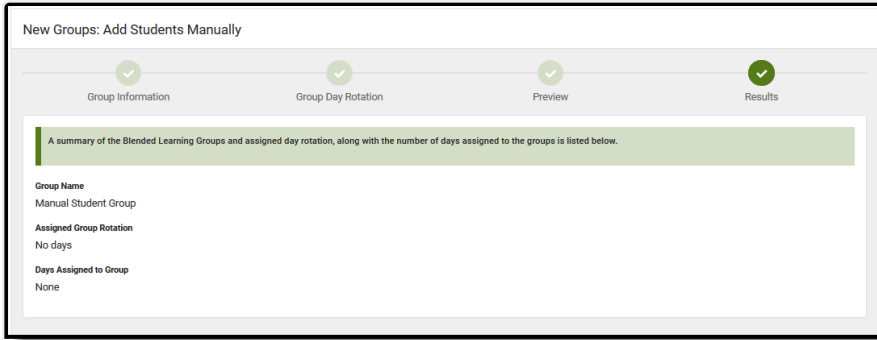 New Groups: Add Students Manually
Group Information
Group Day Rotation
Preview
Results
A summary of the Blended Learning Groups and assigned day rotation, along with the number of days assigned to the groups is listed below.
Group Name
Manual Student Group
Assigned Group Rotation
No days
Days Assigned to Group
None